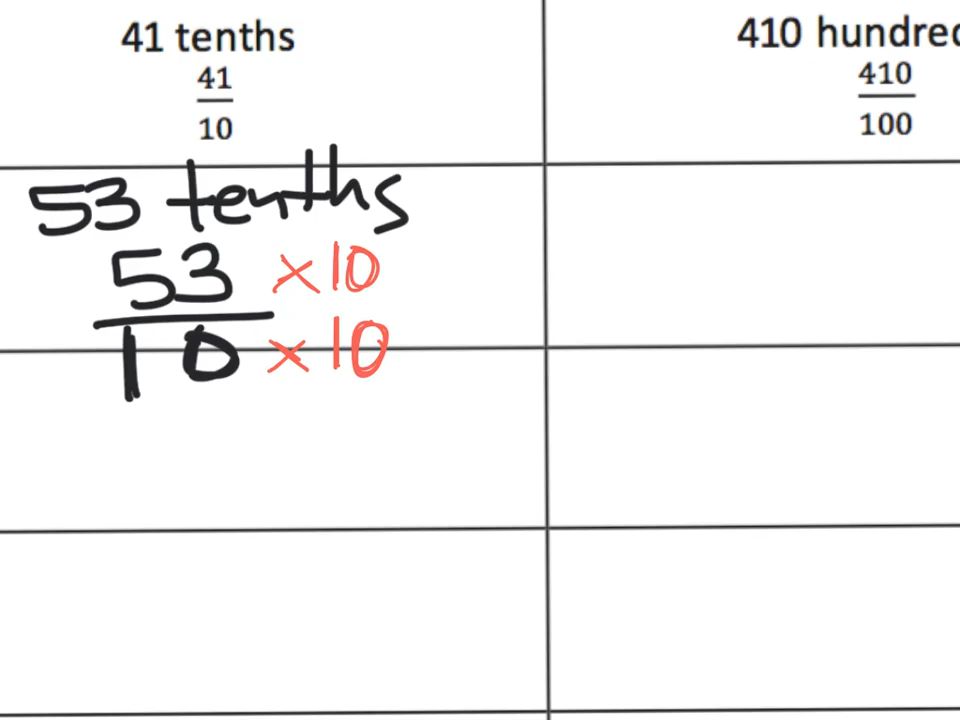 41 tenths
41
10
410 hundred
410
100
53 tenths
53 ×10
10 ×10